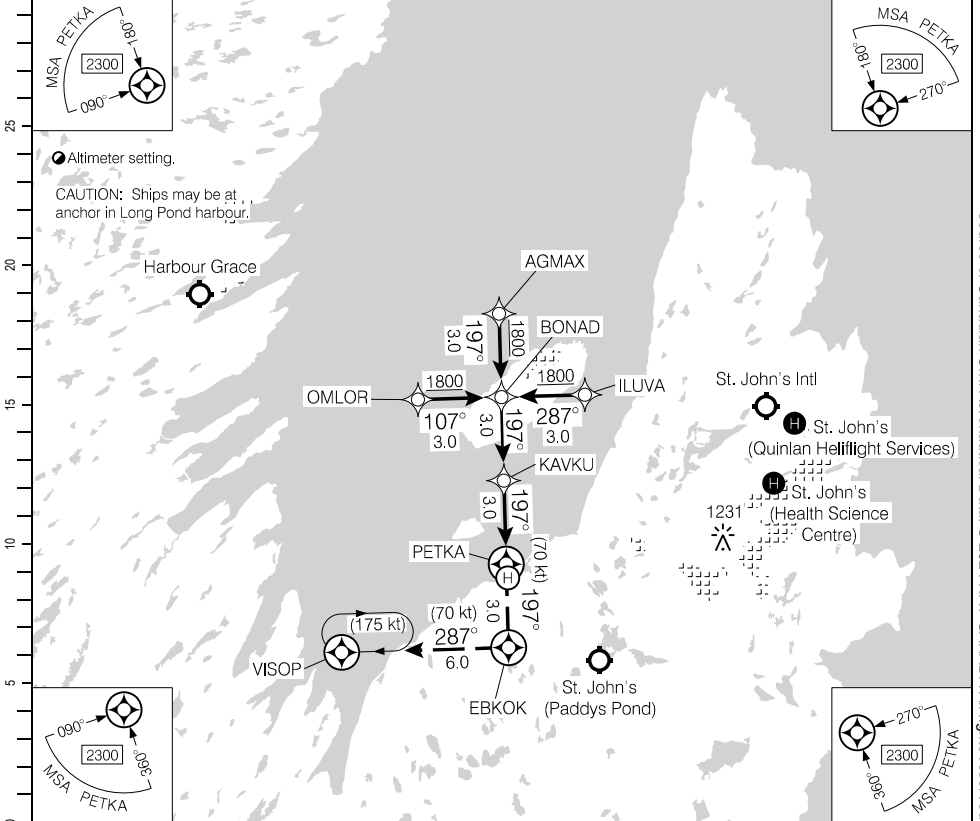 MSA PETKA
180°
2300
090°
MSA PETKA
180°
2300
270°
25
Altimeter setting.
CAUTION: Ships may be at
anchor in Long Pond harbour.
20
Harbour Grace
AGMAX
197°
3.0
1800
BONAD
OMLOR
1800
107°
3.0
1800
287°
3.0
ILUVA
St. John's Intl
15
H
St. John's
(Quinlan Heliflight Services)
3.0
197°
KAVKU
H
St. John's
(Health Science
Centre)
1231
3.0
197°
10
PETKA
(70 kt)
H
3.0
197°
(175 kt)
(70 kt)
287°
6.0
VISOP
EBKOK
St. John's
(Paddys Pond)
5
090°
2300
360°
MSA PETKA
270°
2300
360°
MSA PETKA